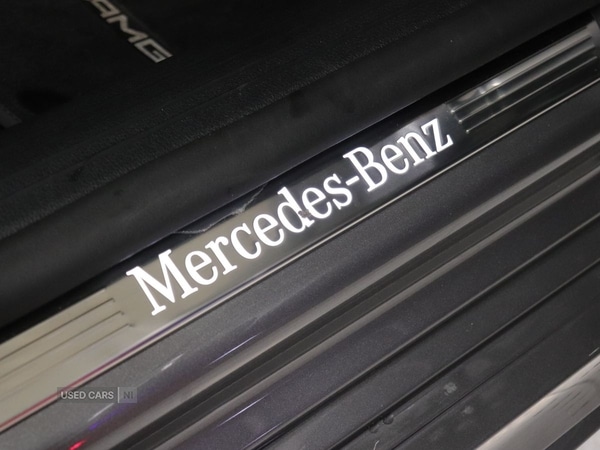 AMG
Mercedes-Benz
USED CARS NI